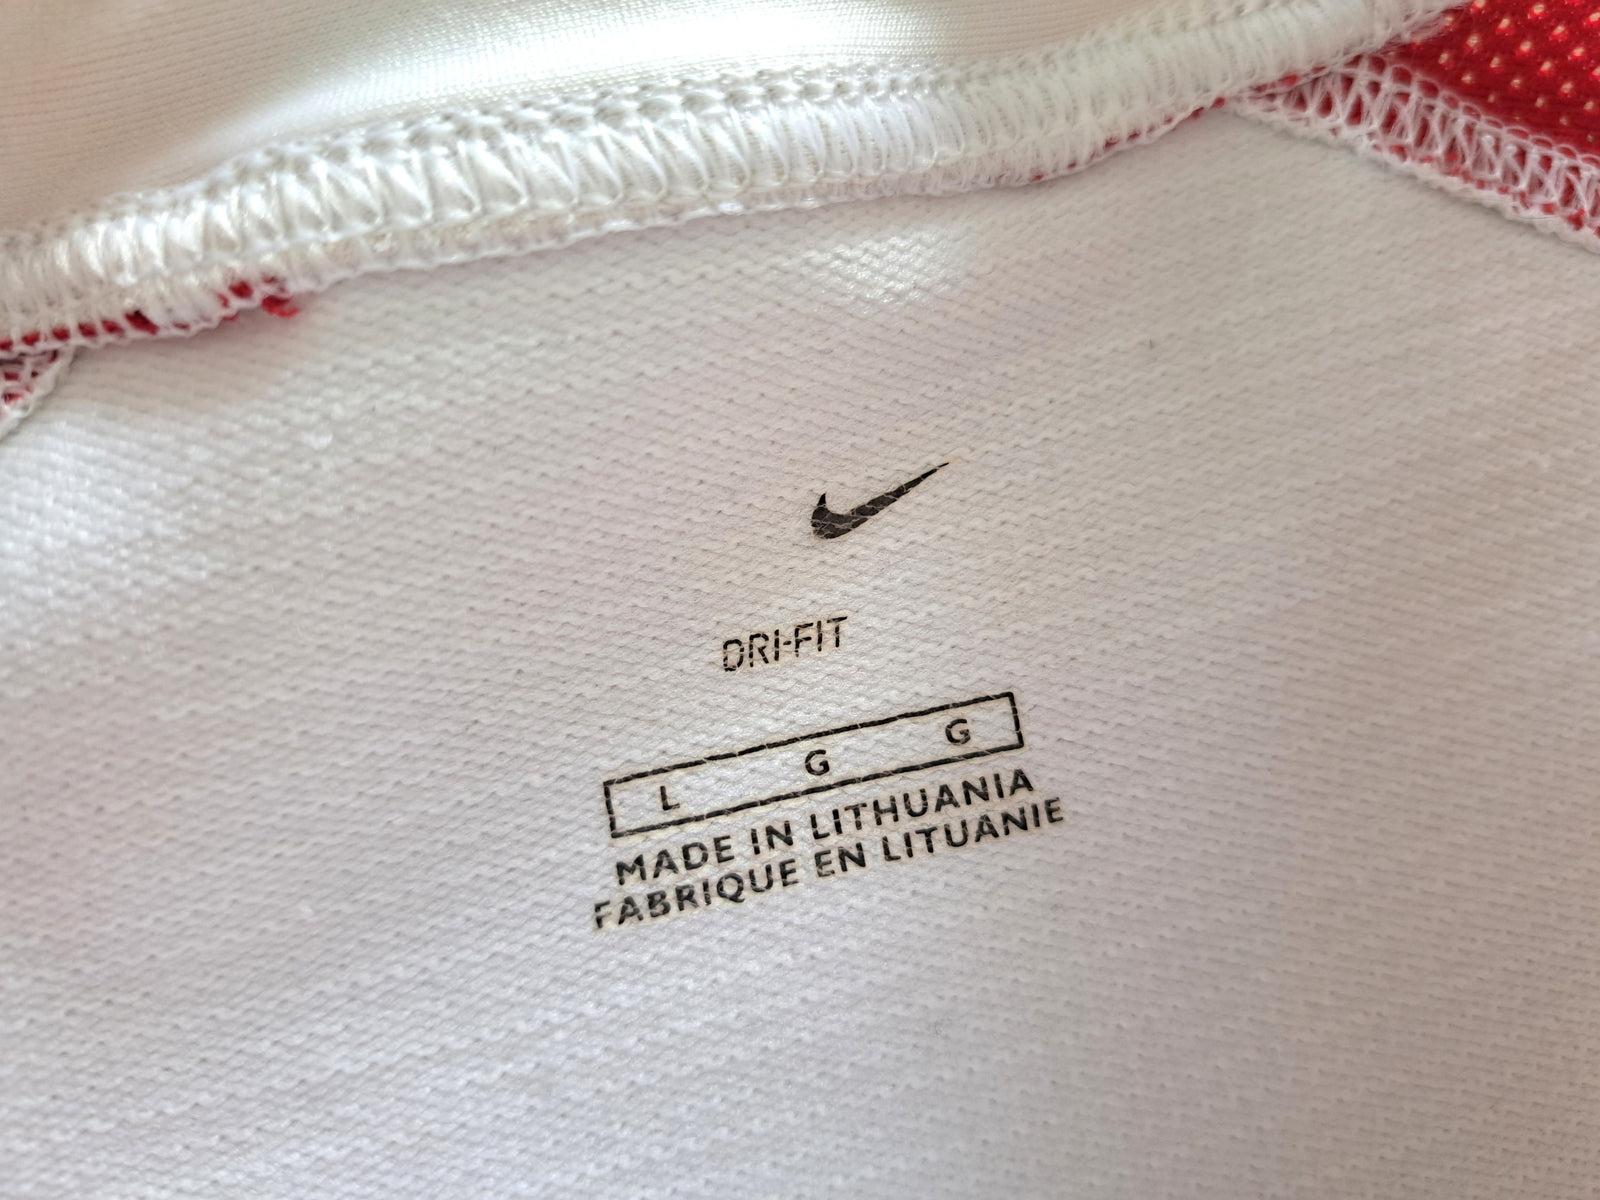 DRI-FIT
L G G
MADE IN LITHUANIA
FABRIQUE EN LITUANIE